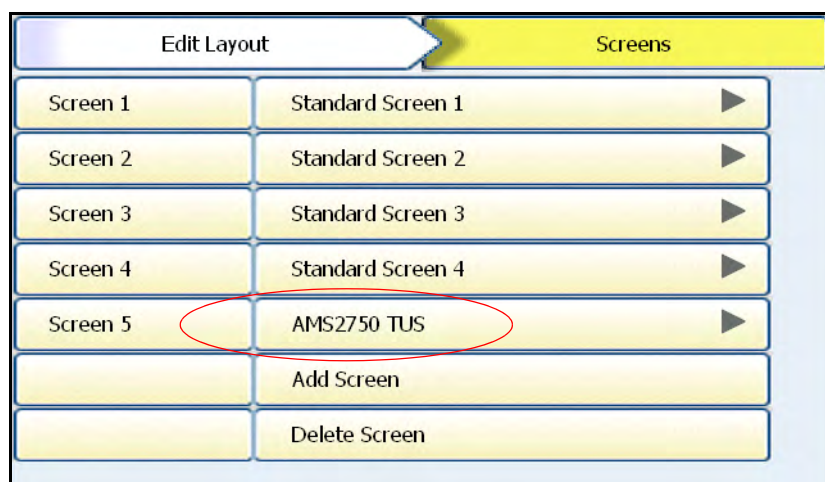 Edit Layout Screens
Screen 1 Standard Screen 1
Screen 2 Standard Screen 2
Screen 3 Standard Screen 3
Screen 4 Standard Screen 4
Screen 5 AMS2750 TUS
Add Screen
Delete Screen